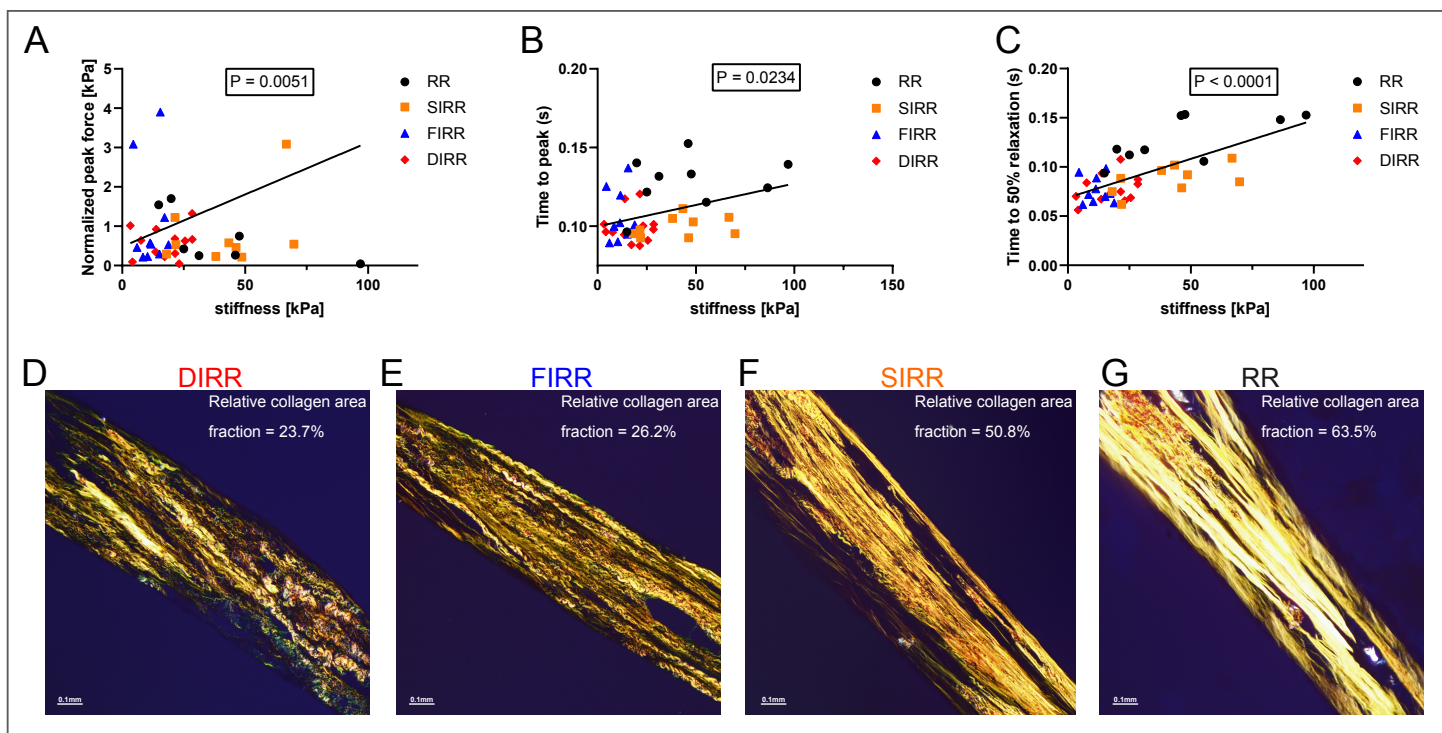 A
Normalized peak force [kPa]
5
4
3
2
1
0
0
50
100
stiffness [kPa]
P = 0.0051
RR
SIRR
FIRR
DIRR
B
Time to peak (s)
0.20
0.15
0.10
0
50
100
150
stiffness [kPa]
P = 0.0234
RR
SIRR
FIRR
DIRR
C
Time to 50% relaxation (s)
0.20
0.15
0.10
0.05
0.00
0
50
100
stiffness [kPa]
P < 0.0001
RR
SIRR
FIRR
DIRR
D
DIRR
Relative collagen area
fraction = 23.7%
0.1mm
E
FIRR
Relative collagen area
fraction = 26.2%
0.1mm
F
SIRR
Relative collagen area
fraction = 50.8%
0.1mm
G
RR
Relative collagen area
fraction = 63.5%
0.1mm